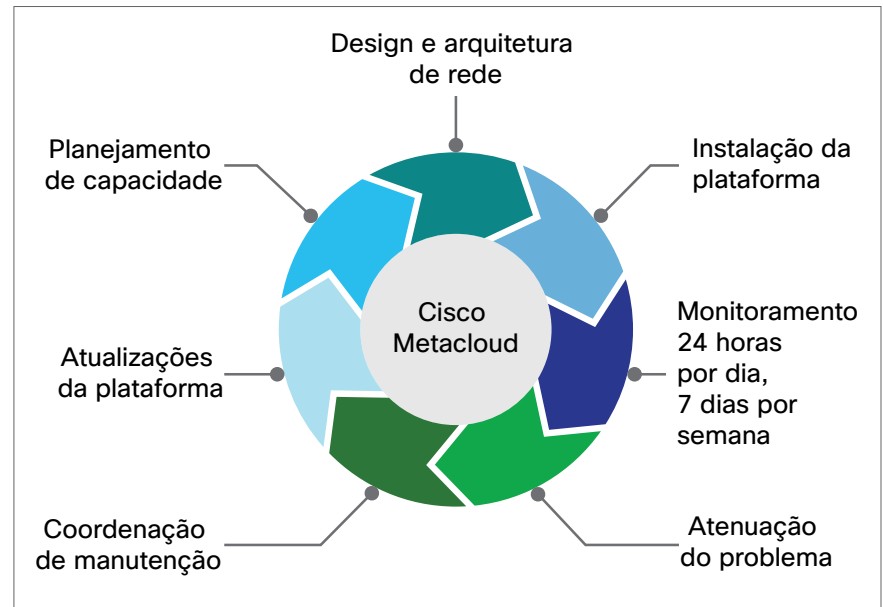 Design e arquitetura
de rede
Instalação da
plataforma
Monitoramento
24 horas
por dia,
7 dias por
semana
Atenuação
do problema
Coordenação
de manutenção
Atualizações
da plataforma
Planejamento
de capacidade
Cisco
Metacloud